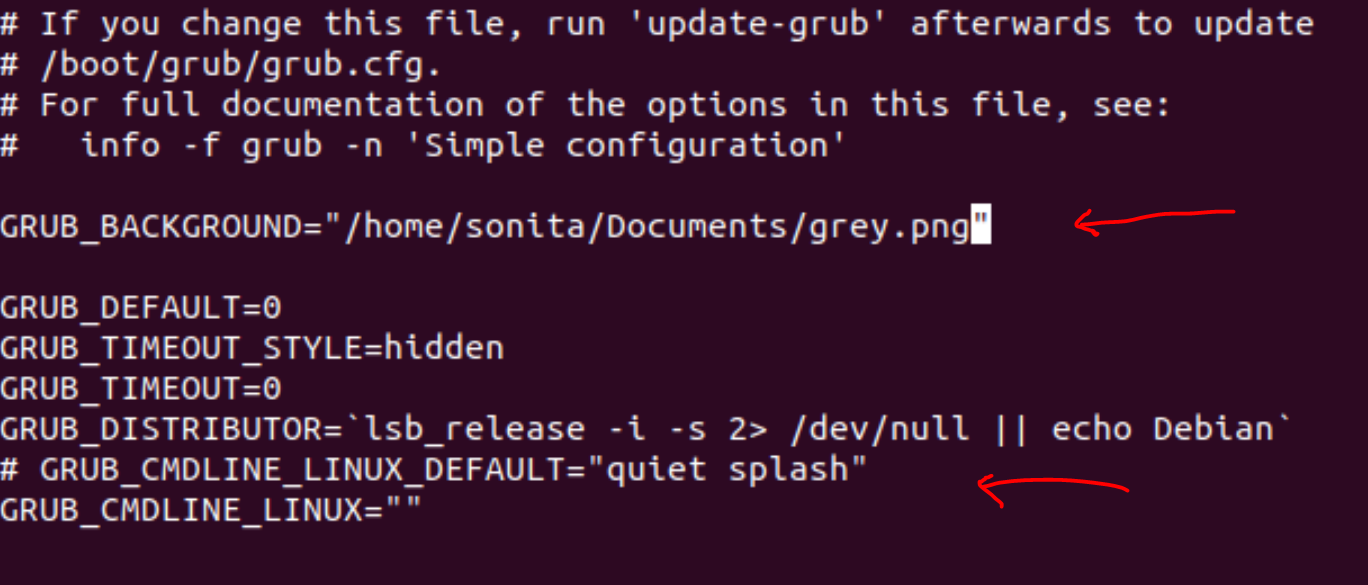 # If you change this file, run 'update-grub' afterwards to update
# /boot/grub/grub.cfg.
# For full documentation of the options in this file, see:
#   info -f grub -n 'Simple configuration'
GRUB_BACKGROUND="/home/sonita/Documents/grey.png"
GRUB_DEFAULT=0
GRUB_TIMEOUT_STYLE=hidden
GRUB_TIMEOUT=0
GRUB_DISTRIBUTOR=`lsb_release -i -s 2> /dev/null || echo Debian`
# GRUB_CMDLINE_LINUX_DEFAULT="quiet splash"
GRUB_CMDLINE_LINUX=""